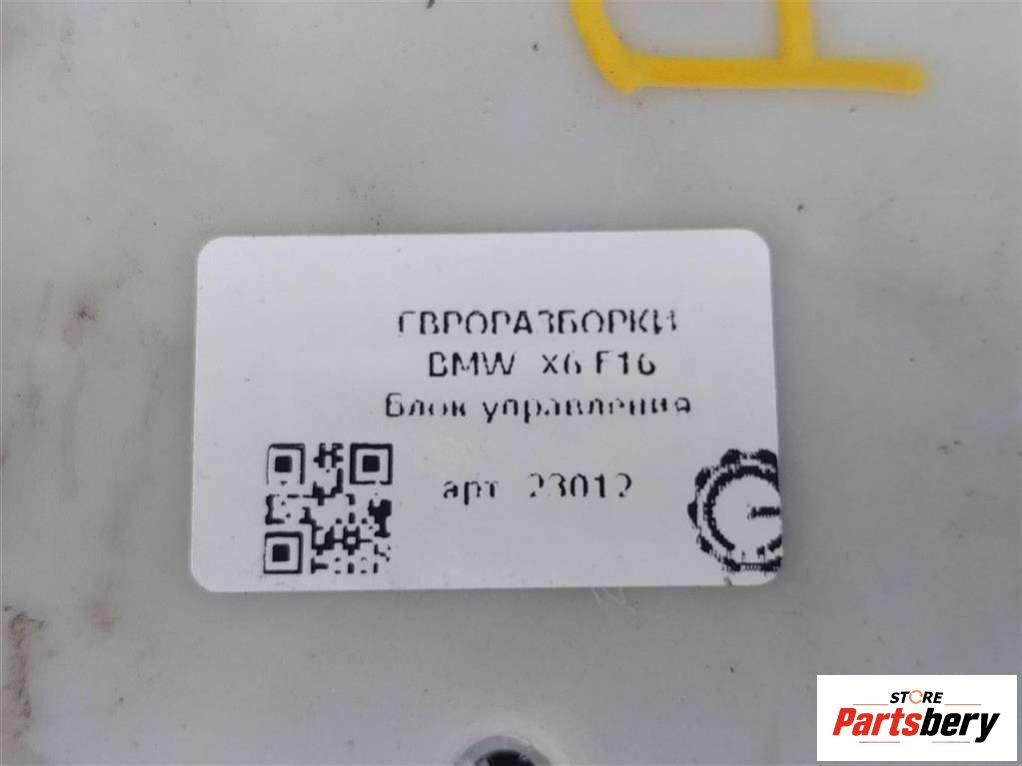 ЕВРОРАЗБОРКИ
BMW X6 F16
Блок управления
арт 23012
STORE
Partsbery